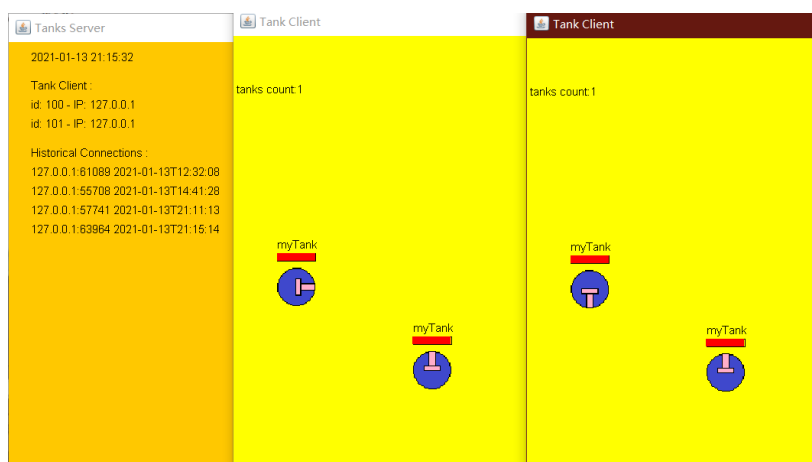 Tanks Server
2021-01-13 21:15:32
Tank Client :
id: 100 - IP: 127.0.0.1
id: 101 - IP: 127.0.0.1
Historical Connections :
127.0.0.1:61089 2021-01-13T12:32:08
127.0.0.1:55708 2021-01-13T14:41:28
127.0.0.1:57741 2021-01-13T21:11:13
127.0.0.1:63964 2021-01-13T21:15:14
Tank Client
tanks count:1
myTank
myTank
Tank Client
tanks count:1
myTank
myTank